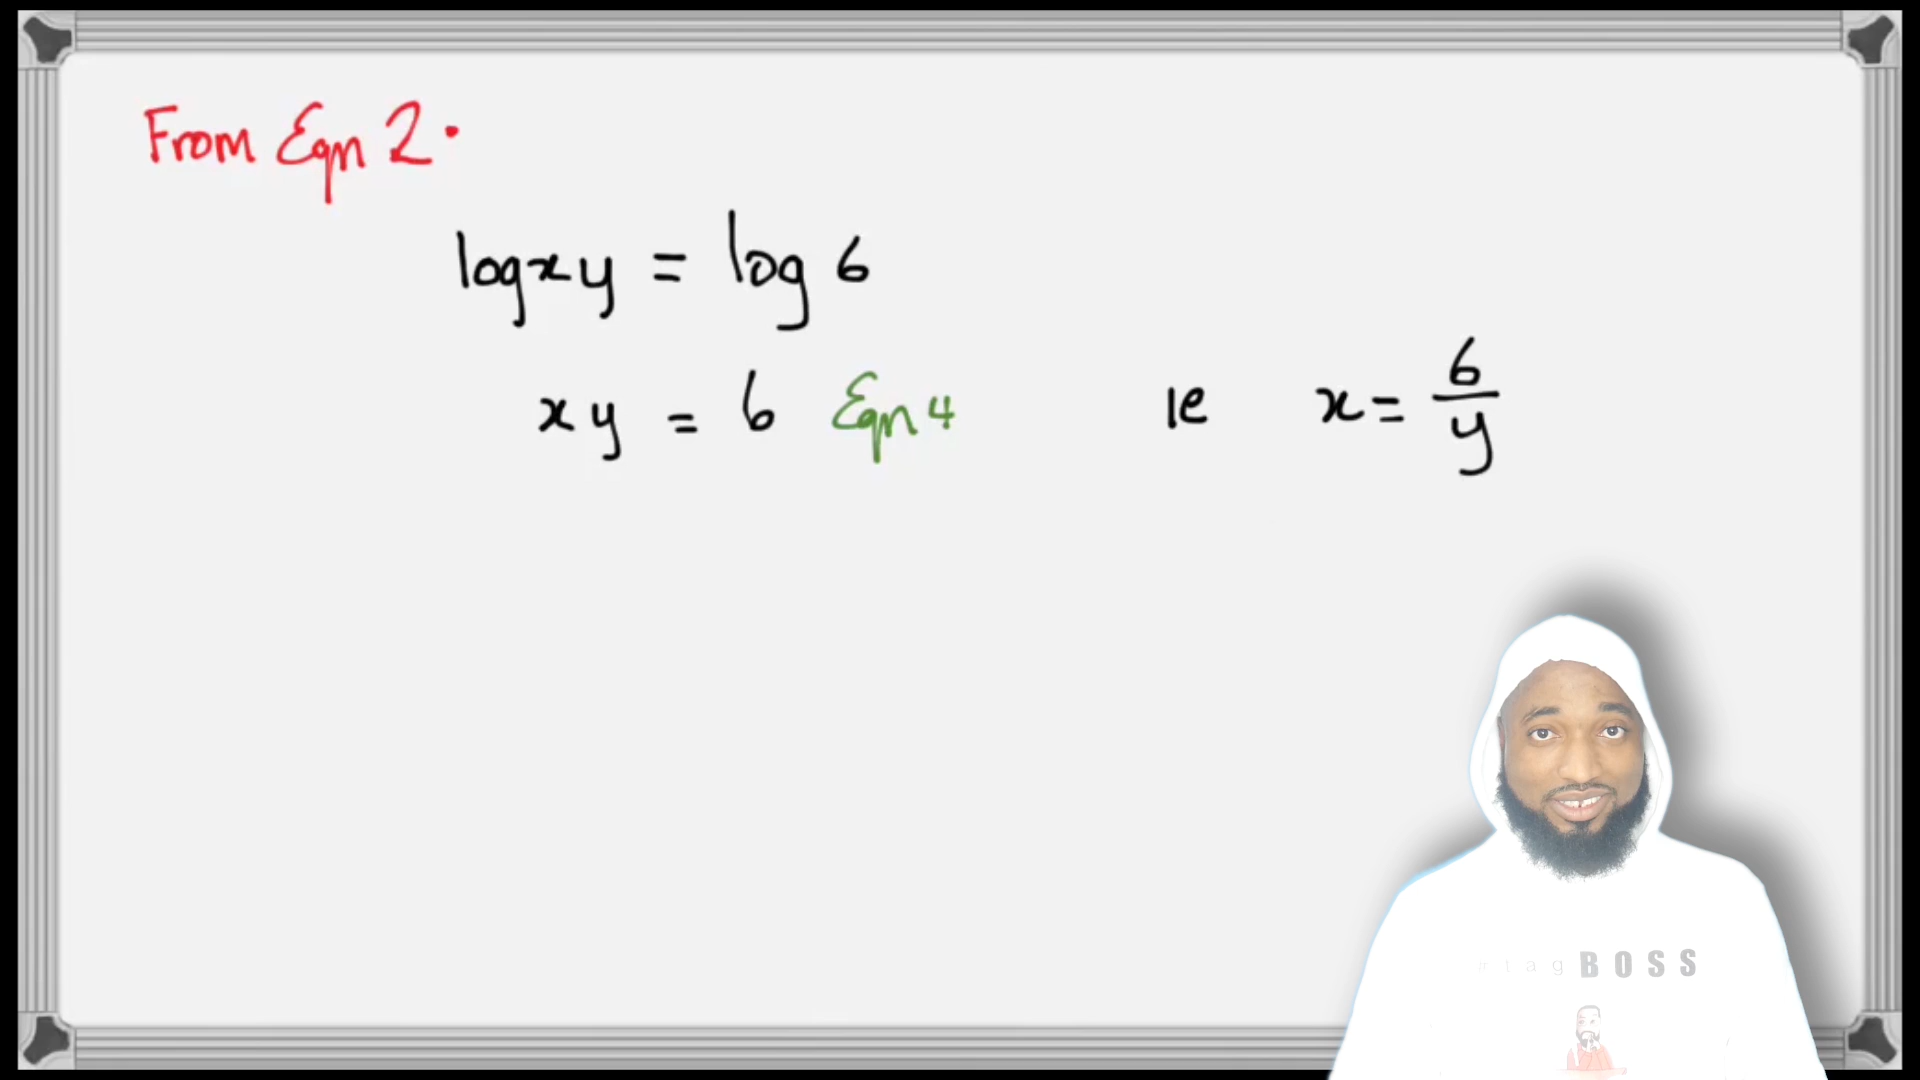 From Eqn 2.
log xy = log 6
xy = 6 Eqn 4 ie x = 6/y
BOSS